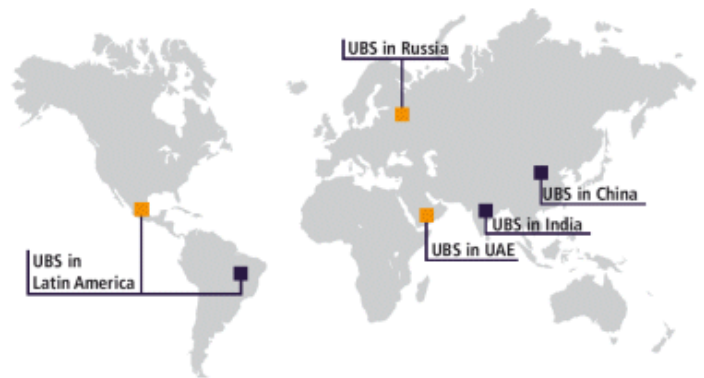 UBS in Russia
UBS in China
UBS in India
UBS in UAE
UBS in
Latin America